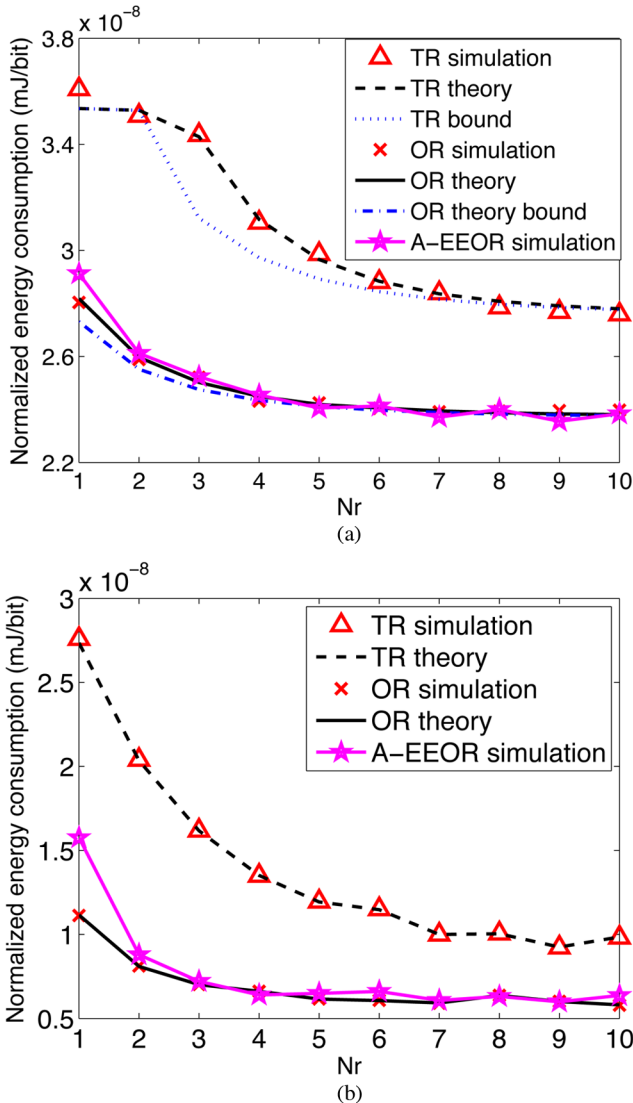 x 10⁻⁸
3.8
3.4
3
2.6
2.2
Normalized energy consumption (mJ/bit)
TR simulation
TR theory
TR bound
OR simulation
OR theory
OR theory bound
A-EEOR simulation
1 2 3 4 5 6 7 8 9 10
Nr
(a)
x 10⁻⁸
3
2.5
2
1.5
1
0.5
Normalized energy consumption (mJ/bit)
TR simulation
TR theory
OR simulation
OR theory
A-EEOR simulation
1 2 3 4 5 6 7 8 9 10
Nr
(b)